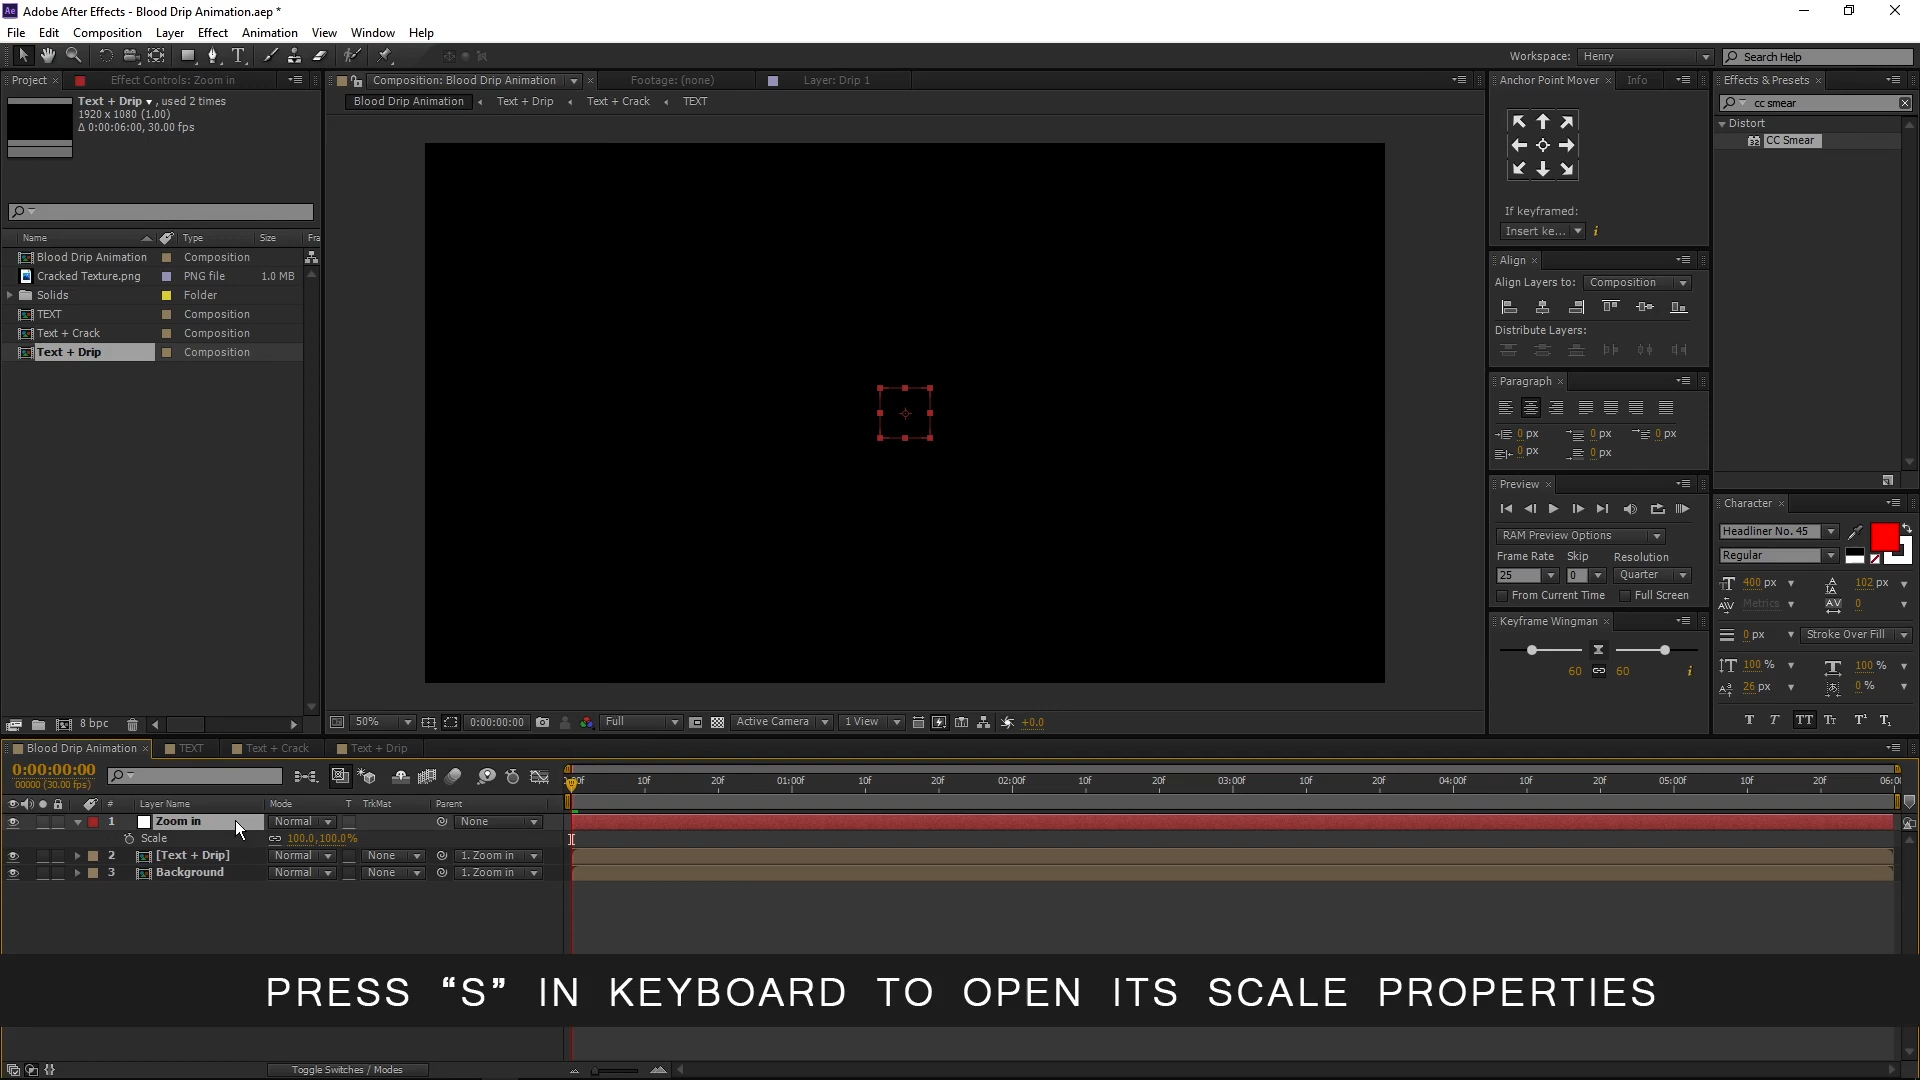 Adobe After Effects - Blood Drip Animation.aep *
File Edit Composition Layer Effect Animation View Window Help
Workspace: Henry Search Help
Project Effect Controls: Zoom in
Composition: Blood Drip Animation Footage: (none) Layer: Drip 1
Blood Drip Animation Text + Drip Text + Crack TEXT
Text + Drip , used 2 times
1920 x 1080 (1.00)
Δ 0:00:06:00, 30.00 fps
Name Type Size Fra
Blood Drip Animation Composition
Cracked Texture.png PNG file 1.0 MB
Solids Folder
TEXT Composition
Text + Crack Composition
Text + Drip Composition
8 bpc
50% 0:00:00:00 Full Active Camera 1 View +0.0
Anchor Point Mover Info
If keyframed:
Insert ke...
Align
Align Layers to: Composition
Distribute Layers:
Paragraph
0 px 0 px 0 px
0 px 0 px
Preview
RAM Preview Options
Frame Rate Skip Resolution
25 0 Quarter
From Current Time Full Screen
Keyframe Wingman
60 60
Effects & Presets
cc smear
Distort
CC Smear
Character
Headliner No. 45
Regular
400 px 102 px
Metrics 0
0 px Stroke Over Fill
100 % 100 %
26 px 0 %
T T TT Tt T¹ T₁
Blood Drip Animation TEXT Text + Crack Text + Drip
0:00:00:00
00000 (30.00 fps)
:00f 10f 20f 01:00f 10f 20f 02:00f 10f 20f 03:00f 10f 20f 04:00f 10f 20f 05:00f 10f 20f 06:0
# Layer Name Mode T TrkMat Parent
1 Zoom in Normal None
Scale 100.0,100.0%
2 [Text + Drip] Normal None 1. Zoom in
3 Background Normal None 1. Zoom in
PRESS “S” IN KEYBOARD TO OPEN ITS SCALE PROPERTIES
Toggle Switches / Modes